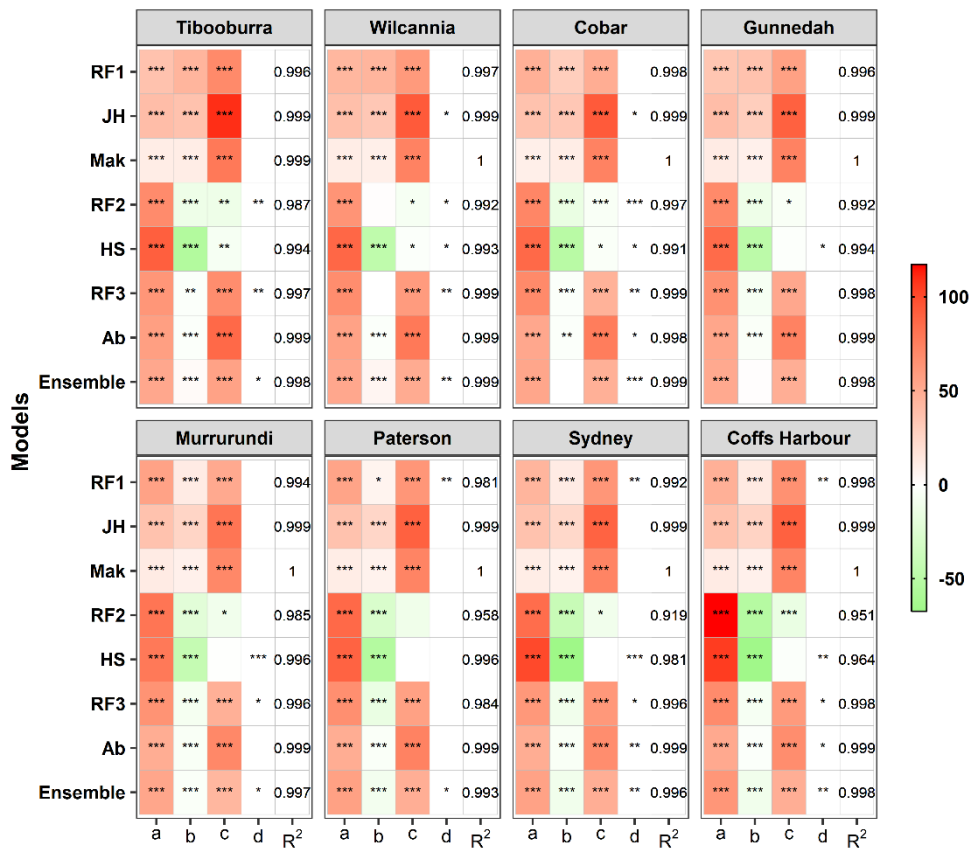 Tibooburra Wilcannia Cobar Gunnedah
RF1 *** *** *** 0.996 *** *** *** 0.997 *** *** *** 0.998 *** *** *** 0.996
JH *** *** *** 0.999 *** *** *** * 0.999 *** *** *** * 0.999 *** *** *** 0.999
Mak *** *** *** 0.999 *** *** *** 1 *** *** *** 1 *** *** *** 1
RF2 *** *** ** ** 0.987 *** * * 0.992 *** *** *** *** 0.997 *** *** * 0.992
HS *** *** ** 0.994 *** *** * * 0.993 *** *** * * 0.991 *** *** * 0.994
RF3 *** ** *** ** 0.997 *** *** ** 0.999 *** *** *** ** 0.999 *** *** *** 0.998
Ab *** *** *** 0.999 *** *** *** 0.999 *** ** *** * 0.998 *** *** *** 0.999
Ensemble *** *** *** * 0.998 *** *** *** ** 0.999 *** *** *** 0.999 *** *** 0.998
Models
100
50
0
-50
Murrurundi Paterson Sydney Coffs Harbour
RF1 *** *** *** 0.994 *** * *** ** 0.981 *** *** *** ** 0.992 *** *** *** ** 0.998
JH *** *** *** 0.999 *** *** *** 0.999 *** *** *** 0.999 *** *** *** 0.999
Mak *** *** *** 1 *** *** *** 1 *** *** *** 1 *** *** *** 1
RF2 *** *** * 0.985 *** *** 0.958 *** *** * 0.919 *** *** *** 0.951
HS *** *** *** 0.996 *** *** 0.996 *** *** *** 0.981 *** *** ** 0.964
RF3 *** *** *** * 0.996 *** *** *** 0.984 *** *** *** * 0.996 *** *** *** * 0.998
Ab *** *** *** 0.999 *** *** *** 0.999 *** *** *** ** 0.999 *** *** *** * 0.999
Ensemble *** *** *** * 0.997 *** *** *** * 0.993 *** *** *** ** 0.996 *** *** *** ** 0.998
a b c d R² a b c d R² a b c d R² a b c d R²